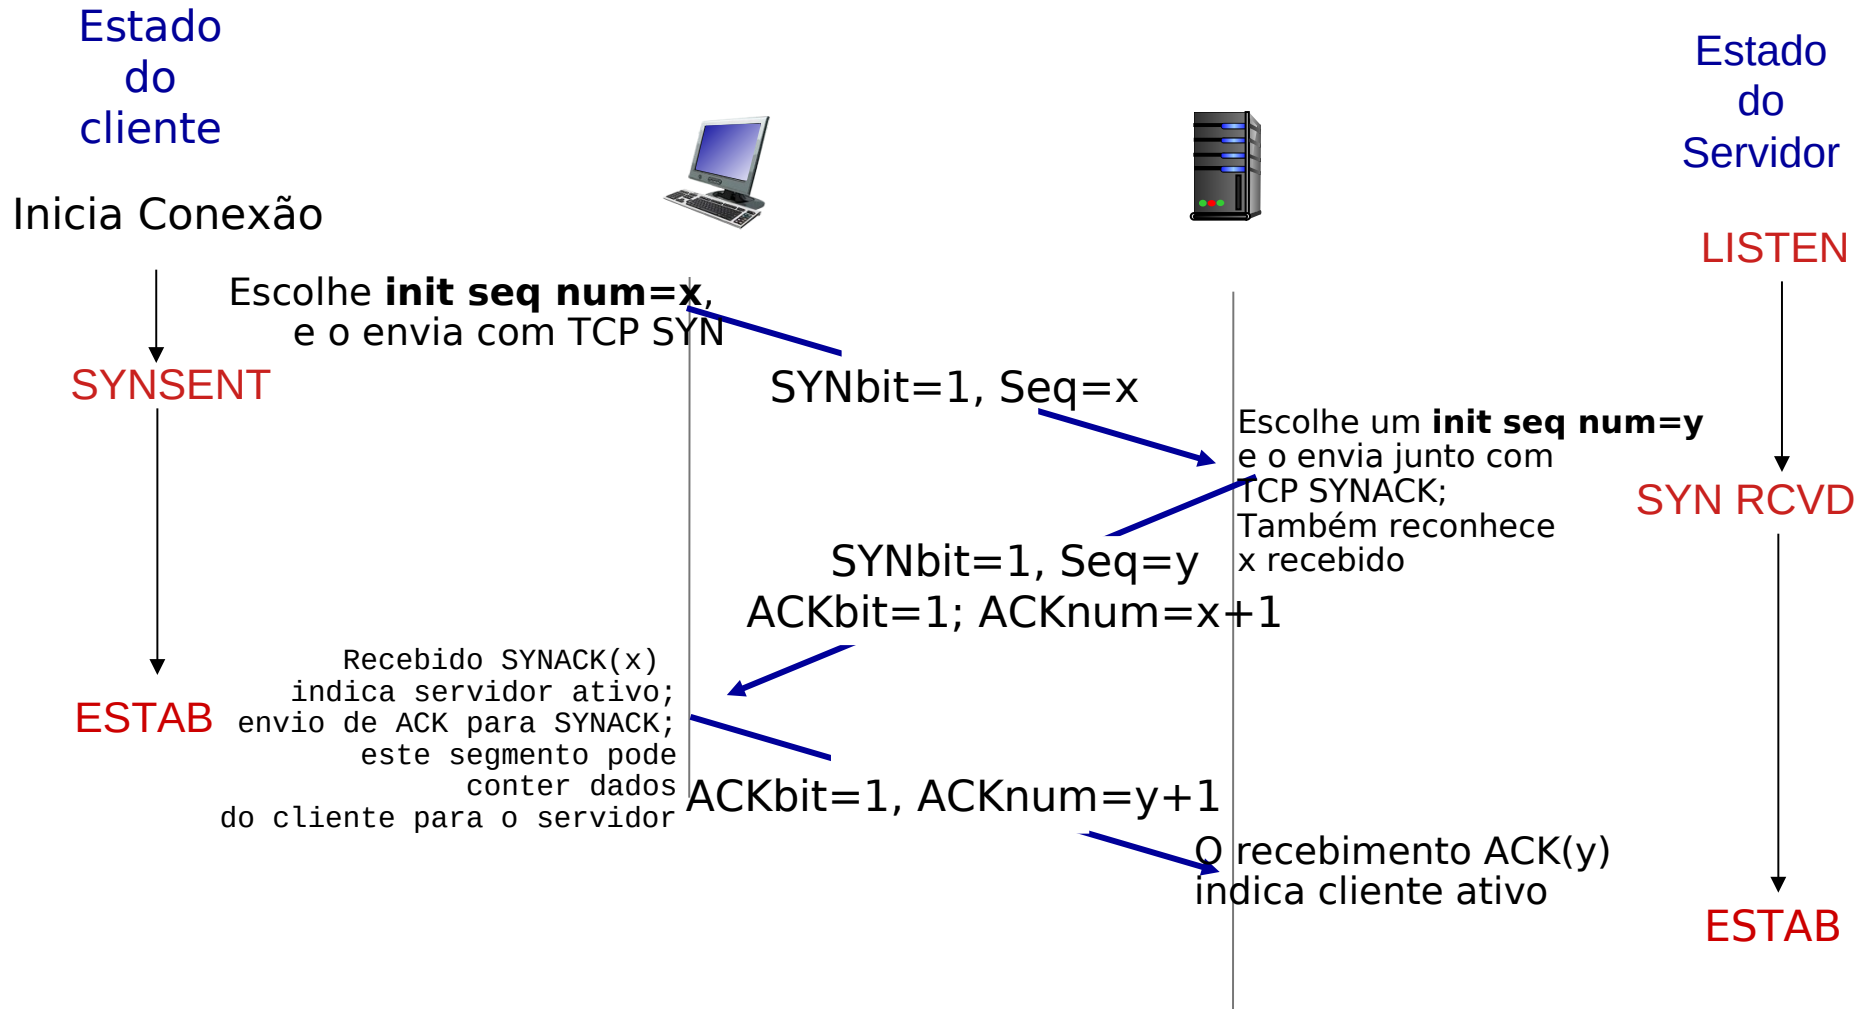 Estado
do
cliente
Estado
do
Servidor
Inicia Conexão
LISTEN
Escolhe init seq num=x,
e o envia com TCP SYN
SYNSENT
SYNbit=1, Seq=x
Escolhe um init seq num=y
e o envia junto com
TCP SYNACK;
Também reconhece
x recebido
SYN RCVD
SYNbit=1, Seq=y
ACKbit=1; ACKnum=x+1
Recebido SYNACK(x)
indica servidor ativo;
envio de ACK para SYNACK;
este segmento pode
conter dados
do cliente para o servidor
ESTAB
ACKbit=1, ACKnum=y+1
O recebimento ACK(y)
indica cliente ativo
ESTAB